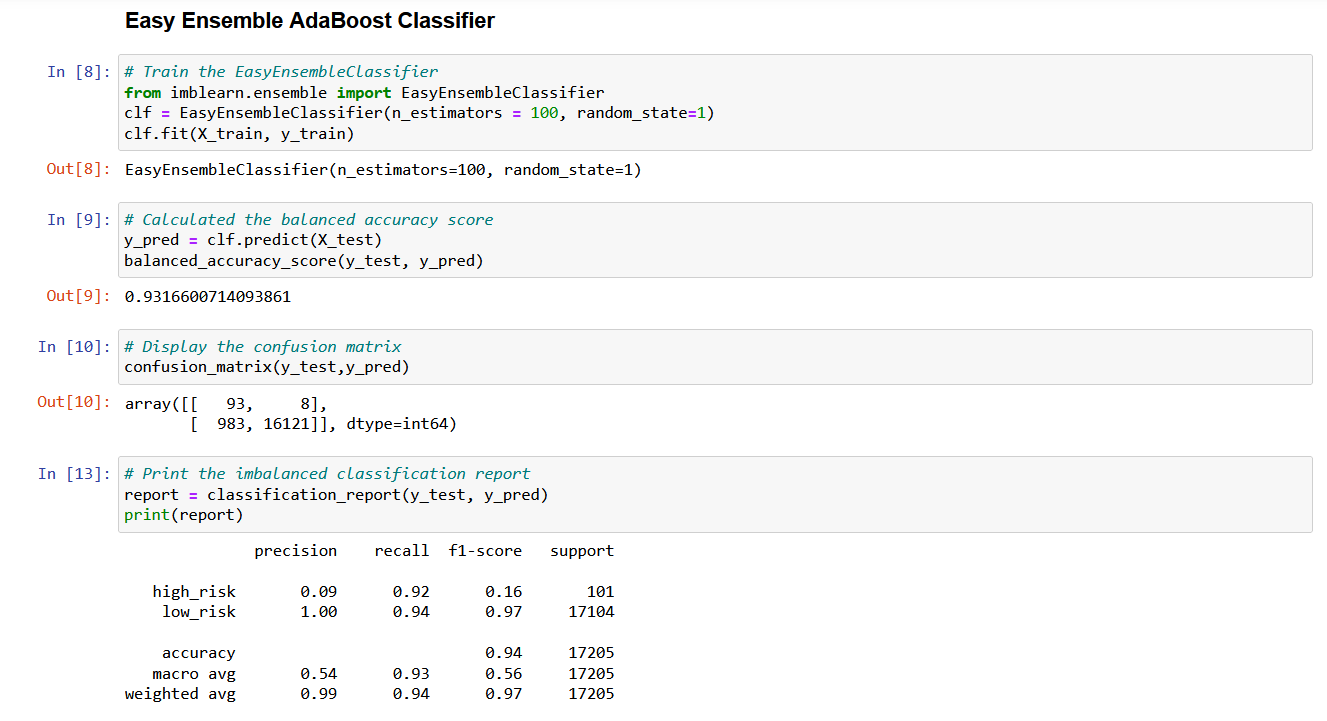 Easy Ensemble AdaBoost Classifier
In [8]: # Train the EasyEnsembleClassifier
from imblearn.ensemble import EasyEnsembleClassifier
clf = EasyEnsembleClassifier(n_estimators = 100, random_state=1)
clf.fit(X_train, y_train)
Out[8]: EasyEnsembleClassifier(n_estimators=100, random_state=1)
In [9]: # Calculated the balanced accuracy score
y_pred = clf.predict(X_test)
balanced_accuracy_score(y_test, y_pred)
Out[9]: 0.9316600714093861
In [10]: # Display the confusion matrix
confusion_matrix(y_test,y_pred)
Out[10]: array([[   93,     8],
       [  983, 16121]], dtype=int64)
In [13]: # Print the imbalanced classification report
report = classification_report(y_test, y_pred)
print(report)
              precision    recall  f1-score   support
   high_risk       0.09      0.92      0.16       101
    low_risk       1.00      0.94      0.97     17104
    accuracy                           0.94     17205
   macro avg       0.54      0.93      0.56     17205
weighted avg       0.99      0.94      0.97     17205